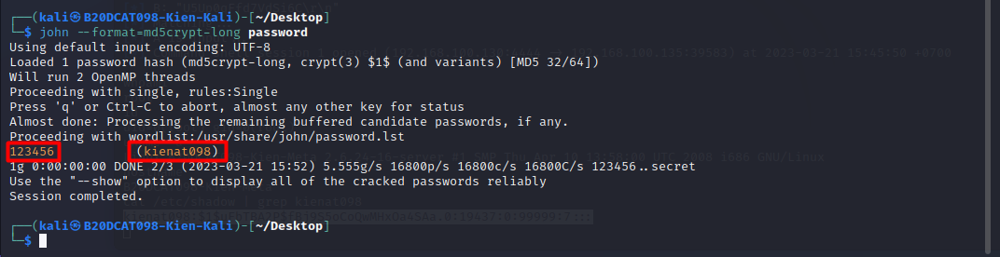 ┌──(kali㉿B20DCAT098-Kien-Kali)-[~/Desktop]
└─$ john --format=md5crypt-long password
Using default input encoding: UTF-8
Loaded 1 password hash (md5crypt-long, crypt(3) $1$ (and variants) [MD5 32/64])
Will run 2 OpenMP threads
Proceeding with single, rules:Single
Press 'q' or Ctrl-C to abort, almost any other key for status
Almost done: Processing the remaining buffered candidate passwords, if any.
Proceeding with wordlist:/usr/share/john/password.lst
123456 (kienat098)
1g 0:00:00:00 DONE 2/3 (2023-03-21 15:52) 5.555g/s 16800p/s 16800c/s 16800C/s 123456..secret
Use the "--show" option to display all of the cracked passwords reliably
Session completed.
/etc/shadow | grep kienat098
┌──(kali㉿B20DCAT098-Kien-Kali)-[~/Desktop]
└─$